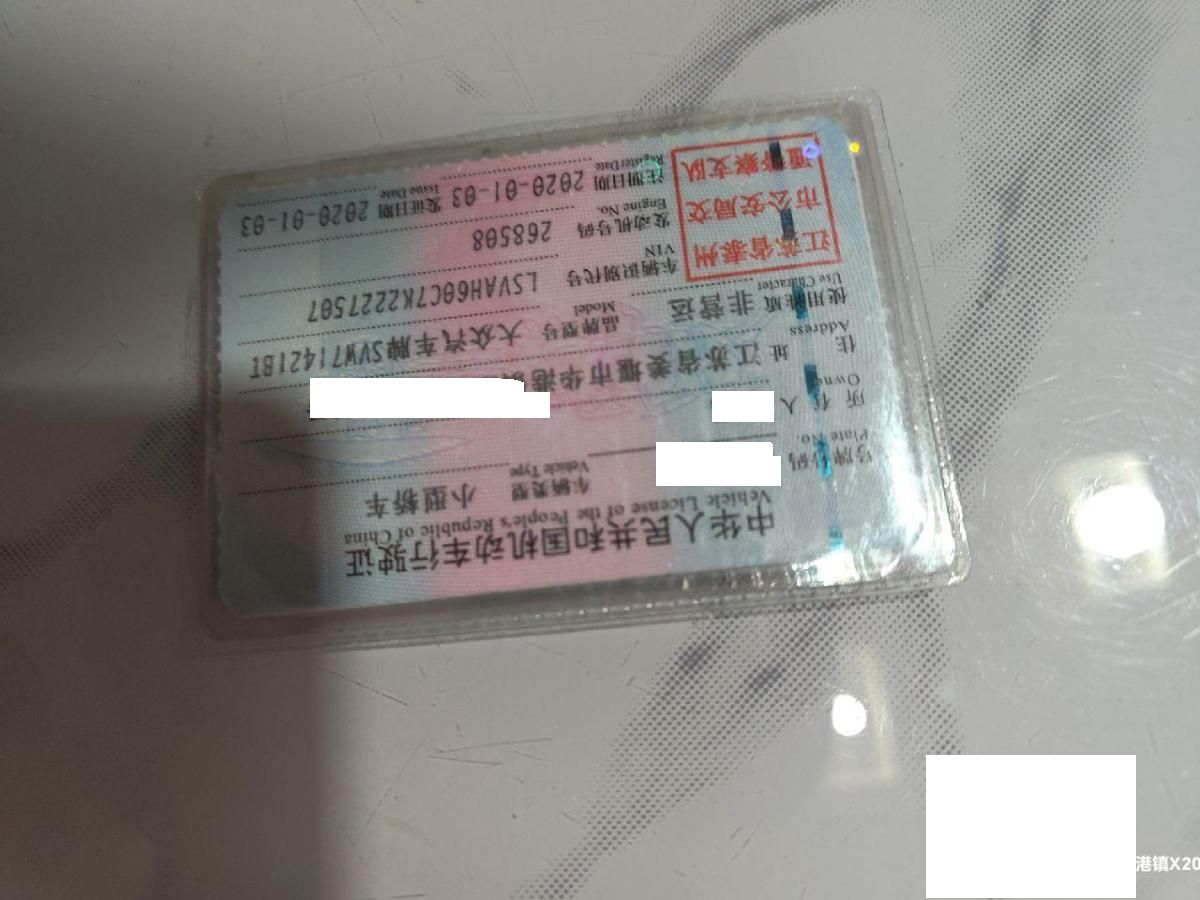 中华人民共和国机动车行驶证
Vehicle License of the People's Republic of China
号牌号码 车辆类型 小型轿车
Plate No. Vehicle Type
所有人
Owner
住址 江苏省姜堰市华港
Address
使用性质 非营运 品牌型号 大众汽车牌SVW71421BT
Use Character Model
江苏省泰州市公安局交通警察支队
车辆识别代号 LSVAH60C7K2227507
VIN
发动机号码 268508
Engine No.
注册日期 2020-01-03 发证日期 2020-01-03
Register Date Issue Date
港镇X20